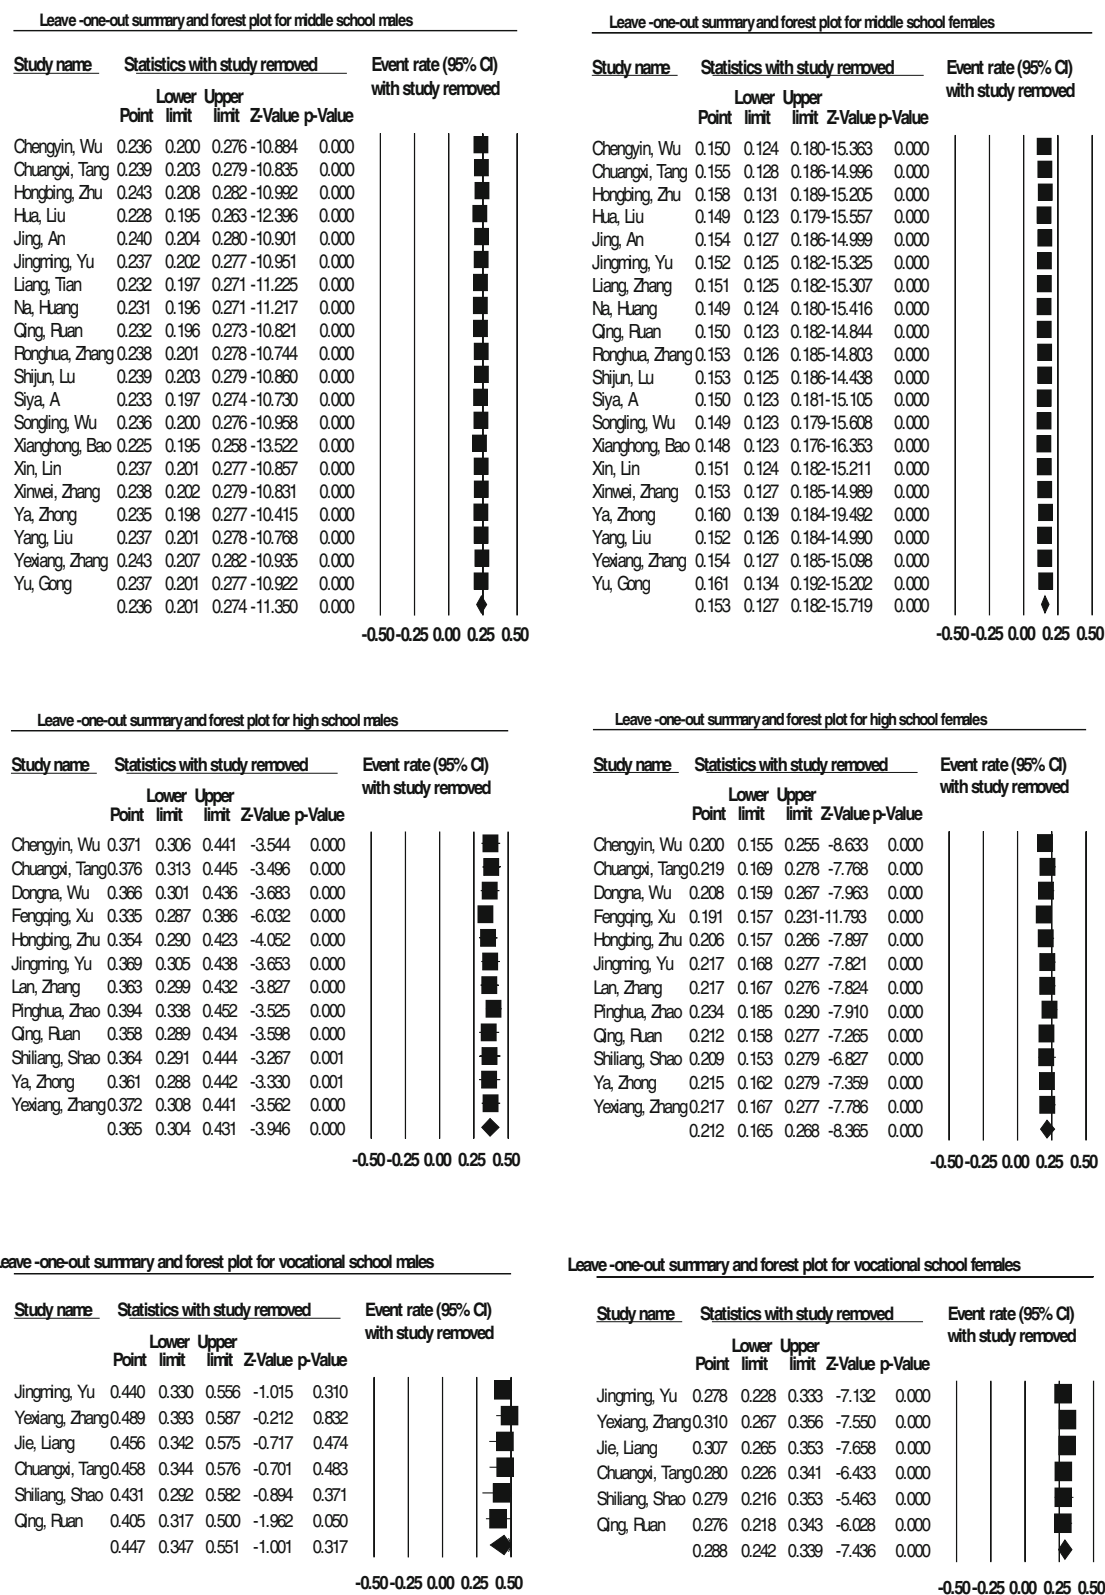 Leave -one-out summary and forest plot for middle school males
Study name Statistics with study removed Event rate (95% CI) with study removed
Lower Upper
Point limit limit Z-Value p-Value
Chengyin, Wu 0.236 0.200 0.276 -10.884 0.000
Chuangxi, Tang 0.239 0.203 0.279 -10.835 0.000
Hongbing, Zhu 0.243 0.208 0.282 -10.992 0.000
Hua, Liu 0.228 0.195 0.263 -12.396 0.000
Jing, An 0.240 0.204 0.280 -10.901 0.000
Jingming, Yu 0.237 0.202 0.277 -10.951 0.000
Liang, Tian 0.232 0.197 0.271 -11.225 0.000
Na, Huang 0.231 0.196 0.271 -11.217 0.000
Qing, Ruan 0.232 0.196 0.273 -10.821 0.000
Ronghua, Zhang 0.238 0.201 0.278 -10.744 0.000
Shijun, Lu 0.239 0.203 0.279 -10.860 0.000
Siya, A 0.233 0.197 0.274 -10.730 0.000
Songling, Wu 0.236 0.200 0.276 -10.958 0.000
Xianghong, Bao 0.225 0.195 0.258 -13.522 0.000
Xin, Lin 0.237 0.201 0.277 -10.857 0.000
Xinwei, Zhang 0.238 0.202 0.279 -10.831 0.000
Ya, Zhong 0.235 0.198 0.277 -10.415 0.000
Yang, Liu 0.237 0.201 0.278 -10.768 0.000
Yexiang, Zhang 0.243 0.207 0.282 -10.935 0.000
Yu, Gong 0.237 0.201 0.277 -10.922 0.000
0.236 0.201 0.274 -11.350 0.000
-0.50 -0.25 0.00 0.25 0.50
Leave -one-out summary and forest plot for middle school females
Study name Statistics with study removed Event rate (95% CI) with study removed
Lower Upper
Point limit limit Z-Value p-Value
Chengyin, Wu 0.150 0.124 0.180 -15.363 0.000
Chuangxi, Tang 0.155 0.128 0.186 -14.996 0.000
Hongbing, Zhu 0.158 0.131 0.189 -15.205 0.000
Hua, Liu 0.149 0.123 0.179 -15.557 0.000
Jing, An 0.154 0.127 0.186 -14.999 0.000
Jingming, Yu 0.152 0.125 0.182 -15.325 0.000
Liang, Zhang 0.151 0.125 0.182 -15.307 0.000
Na, Huang 0.149 0.124 0.180 -15.416 0.000
Qing, Ruan 0.150 0.123 0.182 -14.844 0.000
Ronghua, Zhang 0.153 0.126 0.185 -14.803 0.000
Shijun, Lu 0.153 0.125 0.186 -14.438 0.000
Siya, A 0.150 0.123 0.181 -15.105 0.000
Songling, Wu 0.149 0.123 0.179 -15.608 0.000
Xianghong, Bao 0.148 0.123 0.176 -16.353 0.000
Xin, Lin 0.151 0.124 0.182 -15.211 0.000
Xinwei, Zhang 0.153 0.127 0.185 -14.989 0.000
Ya, Zhong 0.160 0.139 0.184 -19.492 0.000
Yang, Liu 0.152 0.126 0.184 -14.990 0.000
Yexiang, Zhang 0.154 0.127 0.185 -15.098 0.000
Yu, Gong 0.161 0.134 0.192 -15.202 0.000
0.153 0.127 0.182 -15.719 0.000
-0.50 -0.25 0.00 0.25 0.50
Leave -one-out summary and forest plot for high school males
Study name Statistics with study removed Event rate (95% CI) with study removed
Lower Upper
Point limit limit Z-Value p-Value
Chengyin, Wu 0.371 0.306 0.441 -3.544 0.000
Chuangxi, Tang 0.376 0.313 0.445 -3.496 0.000
Dongna, Wu 0.366 0.301 0.436 -3.683 0.000
Fengqing, Xu 0.335 0.287 0.386 -6.032 0.000
Hongbing, Zhu 0.354 0.290 0.423 -4.052 0.000
Jingming, Yu 0.369 0.305 0.438 -3.653 0.000
Lan, Zhang 0.363 0.299 0.432 -3.827 0.000
Pinghua, Zhao 0.394 0.338 0.452 -3.525 0.000
Qing, Ruan 0.358 0.289 0.434 -3.598 0.000
Shiliang, Shao 0.364 0.291 0.444 -3.267 0.001
Ya, Zhong 0.361 0.288 0.442 -3.330 0.001
Yexiang, Zhang 0.372 0.308 0.441 -3.562 0.000
0.365 0.304 0.431 -3.946 0.000
-0.50 -0.25 0.00 0.25 0.50
Leave -one-out summary and forest plot for high school females
Study name Statistics with study removed Event rate (95% CI) with study removed
Lower Upper
Point limit limit Z-Value p-Value
Chengyin, Wu 0.200 0.155 0.255 -8.633 0.000
Chuangxi, Tang 0.219 0.169 0.278 -7.768 0.000
Dongna, Wu 0.208 0.159 0.267 -7.963 0.000
Fengqing, Xu 0.191 0.157 0.231 -11.793 0.000
Hongbing, Zhu 0.206 0.157 0.266 -7.897 0.000
Jingming, Yu 0.217 0.168 0.277 -7.821 0.000
Lan, Zhang 0.217 0.167 0.276 -7.824 0.000
Pinghua, Zhao 0.234 0.185 0.290 -7.910 0.000
Qing, Ruan 0.212 0.158 0.277 -7.265 0.000
Shiliang, Shao 0.209 0.153 0.279 -6.827 0.000
Ya, Zhong 0.215 0.162 0.279 -7.359 0.000
Yexiang, Zhang 0.217 0.167 0.277 -7.786 0.000
0.212 0.165 0.268 -8.365 0.000
-0.50 -0.25 0.00 0.25 0.50
eave -one-out summary and forest plot for vocational school males
Study name Statistics with study removed Event rate (95% CI) with study removed
Lower Upper
Point limit limit Z-Value p-Value
Jingming, Yu 0.440 0.330 0.556 -1.015 0.310
Yexiang, Zhang 0.489 0.393 0.587 -0.212 0.832
Jie, Liang 0.456 0.342 0.575 -0.717 0.474
Chuangxi, Tang 0.458 0.344 0.576 -0.701 0.483
Shiliang, Shao 0.431 0.292 0.582 -0.894 0.371
Qing, Ruan 0.405 0.317 0.500 -1.962 0.050
0.447 0.347 0.551 -1.001 0.317
-0.50 -0.25 0.00 0.25 0.50
Leave -one-out summary and forest plot for vocational school females
Study name Statistics with study removed Event rate (95% CI) with study removed
Lower Upper
Point limit limit Z-Value p-Value
Jingming, Yu 0.278 0.228 0.333 -7.132 0.000
Yexiang, Zhang 0.310 0.267 0.356 -7.550 0.000
Jie, Liang 0.307 0.265 0.353 -7.658 0.000
Chuangxi, Tang 0.280 0.226 0.341 -6.433 0.000
Shiliang, Shao 0.279 0.216 0.353 -5.463 0.000
Qing, Ruan 0.276 0.218 0.343 -6.028 0.000
0.288 0.242 0.339 -7.436 0.000
-0.50 -0.25 0.00 0.25 0.50